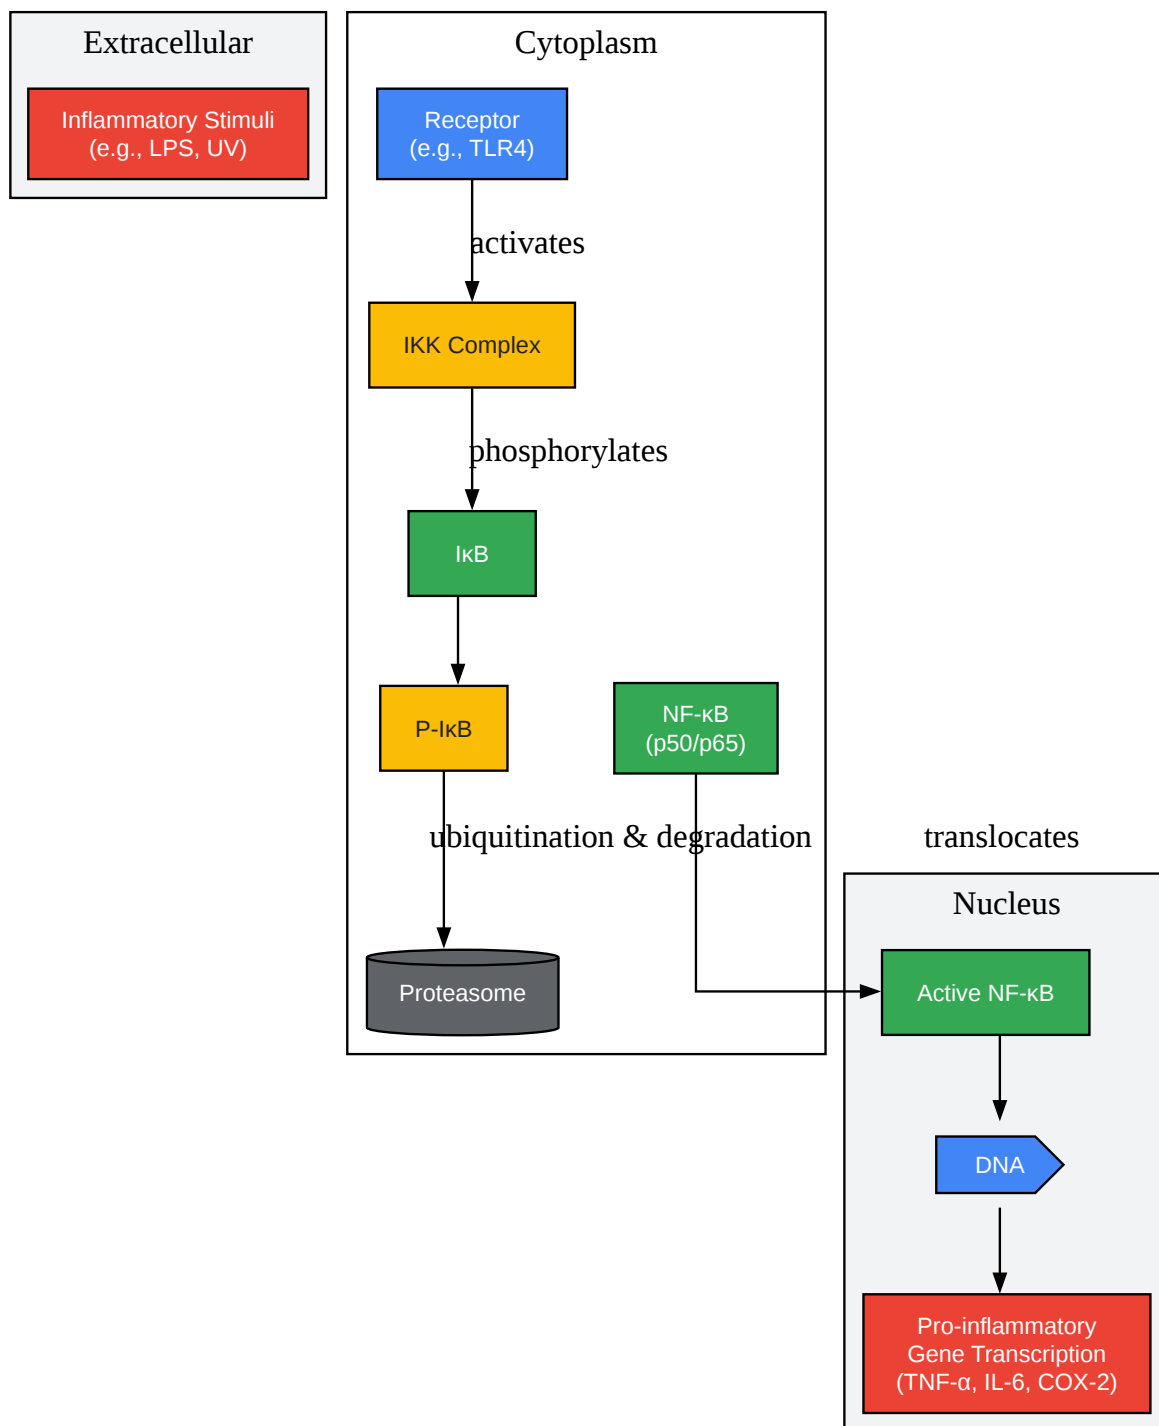 Extracellular
Inflammatory Stimuli
(e.g., LPS, UV)
Cytoplasm
Receptor
(e.g., TLR4)
activates
IKK Complex
phosphorylates
IκB
P-IκB
NF-κB
(p50/p65)
ubiquitination & degradation
translocates
Proteasome
Nucleus
Active NF-κB
DNA
Pro-inflammatory
Gene Transcription
(TNF-α, IL-6, COX-2)